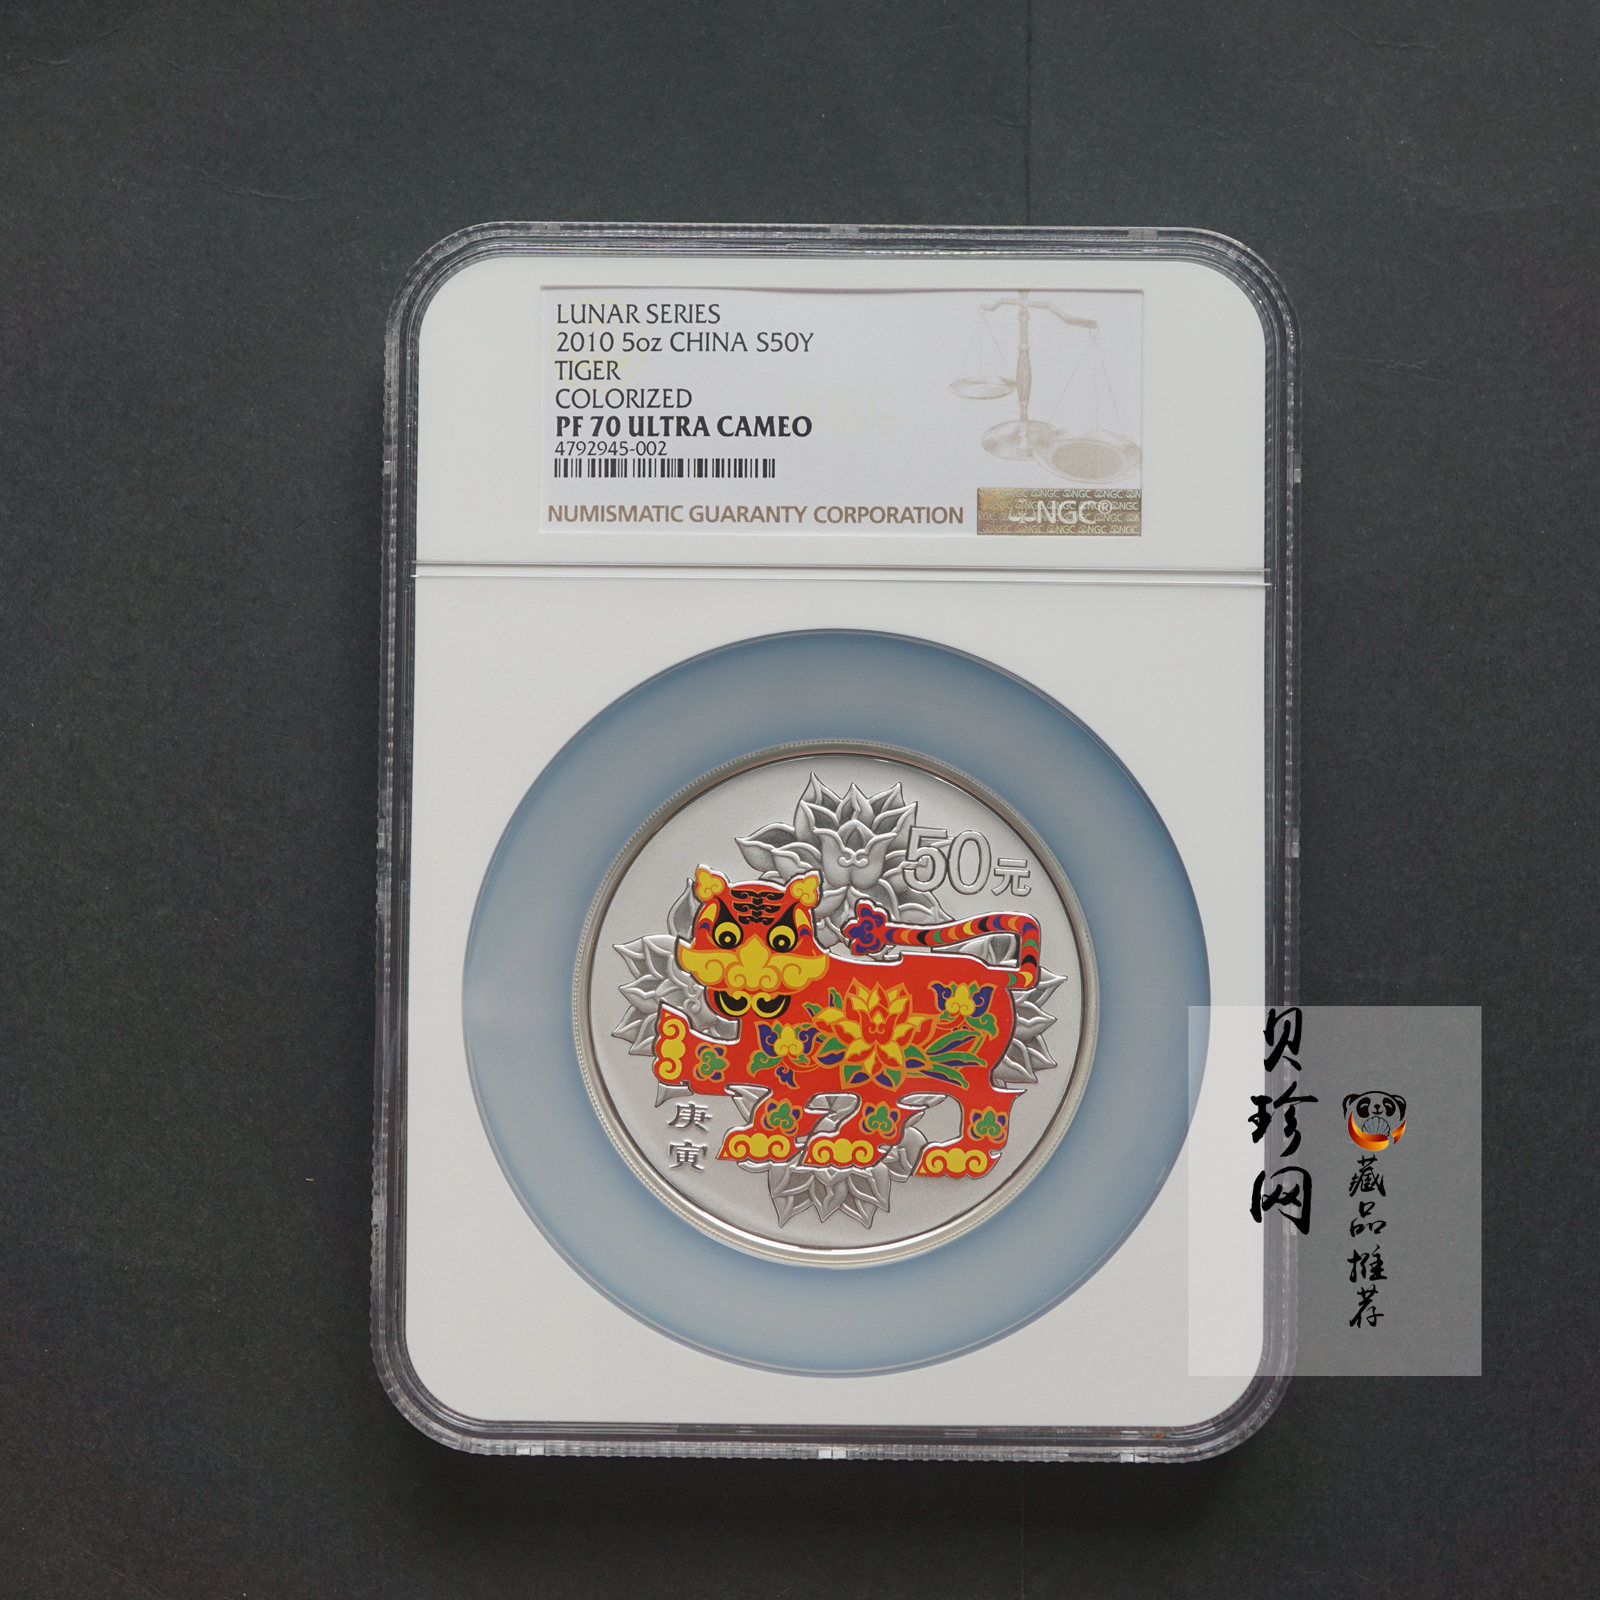 LUNAR SERIES
2010 5oz CHINA S50Y
TIGER
COLORIZED
PF 70 ULTRA CAMEO
4792945-002
NUMISMATIC GUARANTY CORPORATION
NGC®
50元
庚寅
贝珍网
藏品推荐